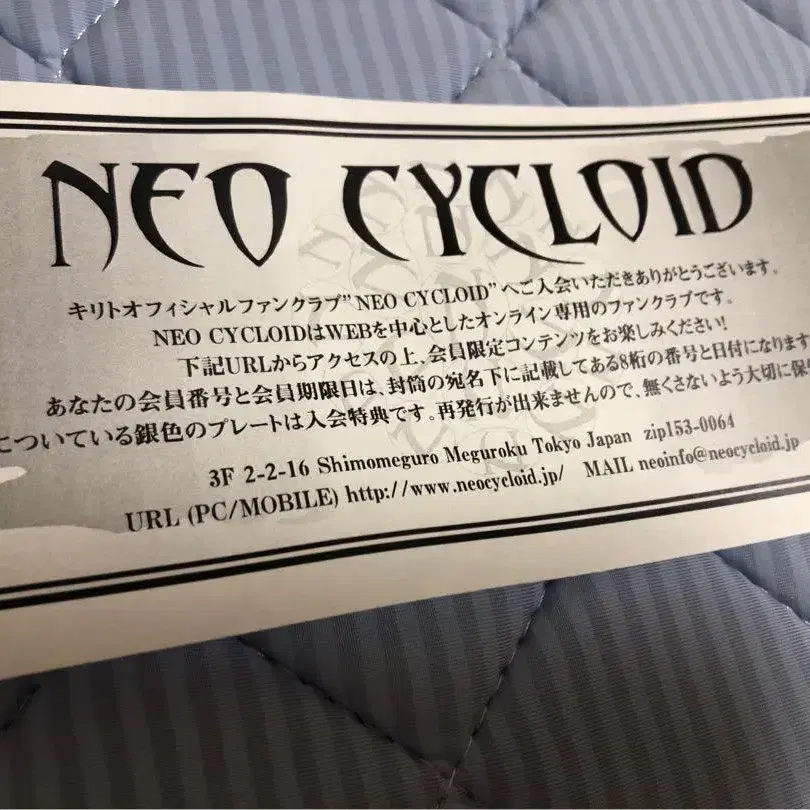 NEO CYCLOID
キリトオフィシャルファンクラブ"NEO CYCLOID"へご入会いただきありがとうございます。
NEO CYCLOIDはWEBを中心としたオンライン専用のファンクラブです。
下記URLからアクセスの上、会員限定コンテンツをお楽しみください!
あなたの会員番号と会員期限日は、封筒の宛名下に記載してある8桁の番号と日付になります
についている銀色のプレートは入会特典です。再発行が出来ませんので、無くさないよう大切に保
3F 2-2-16 Shimomeguro Meguroku Tokyo Japan zip153-0064
URL (PC/MOBILE) http://www.neocycloid.jp/ MAIL neoinfo@neocycloid.jp